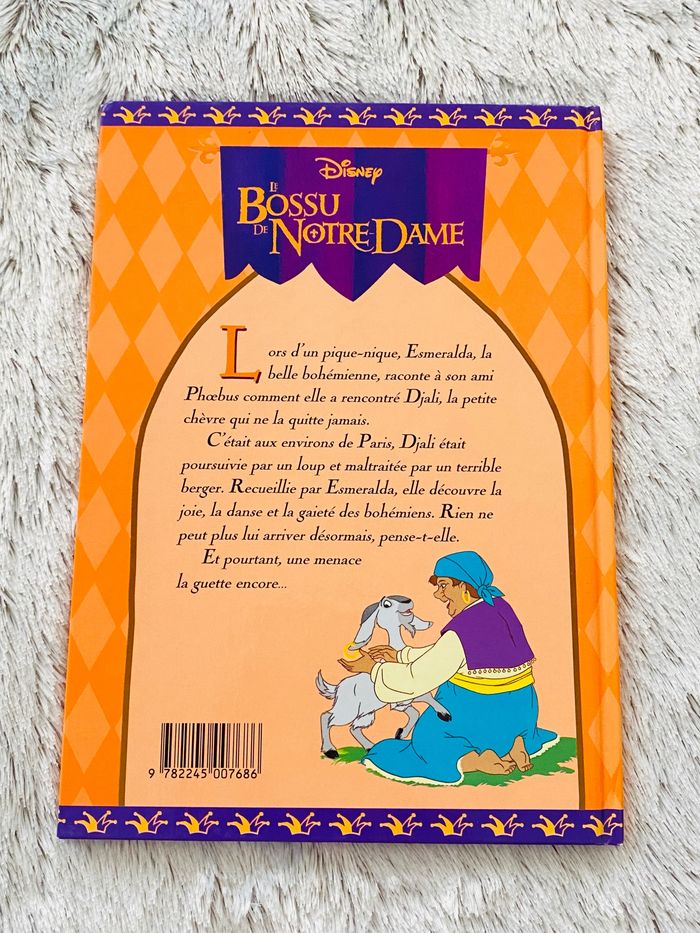 Disney
LE
BOSSU
DE NOTRE-DAME
Lors d'un pique-nique, Esmeralda, la
belle bohémienne, raconte à son ami
Phœbus comment elle a rencontré Djali, la petite
chèvre qui ne la quitte jamais.
C'était aux environs de Paris, Djali était
poursuivie par un loup et maltraitée par un terrible
berger. Recueillie par Esmeralda, elle découvre la
joie, la danse et la gaieté des bohémiens. Rien ne
peut plus lui arriver désormais, pense-t-elle.
Et pourtant, une menace
la guette encore...
9 782245 007686